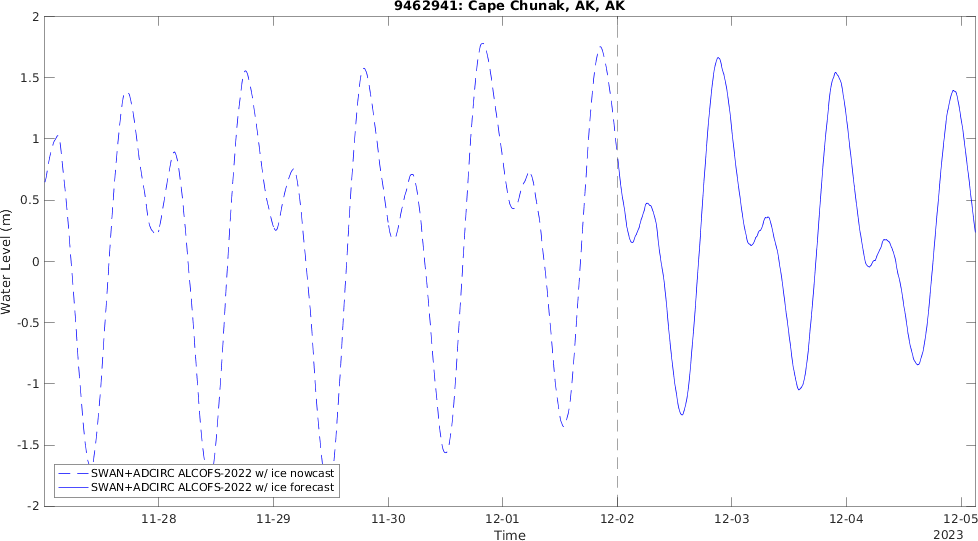 9462941: Cape Chunak, AK, AK
2
1.5
1
0.5
0
-0.5
-1
-1.5
-2
Water Level (m)
SWAN+ADCIRC ALCOFS-2022 w/ ice nowcast
SWAN+ADCIRC ALCOFS-2022 w/ ice forecast
11-28 11-29 11-30 12-01 12-02 12-03 12-04 12-05
Time
2023